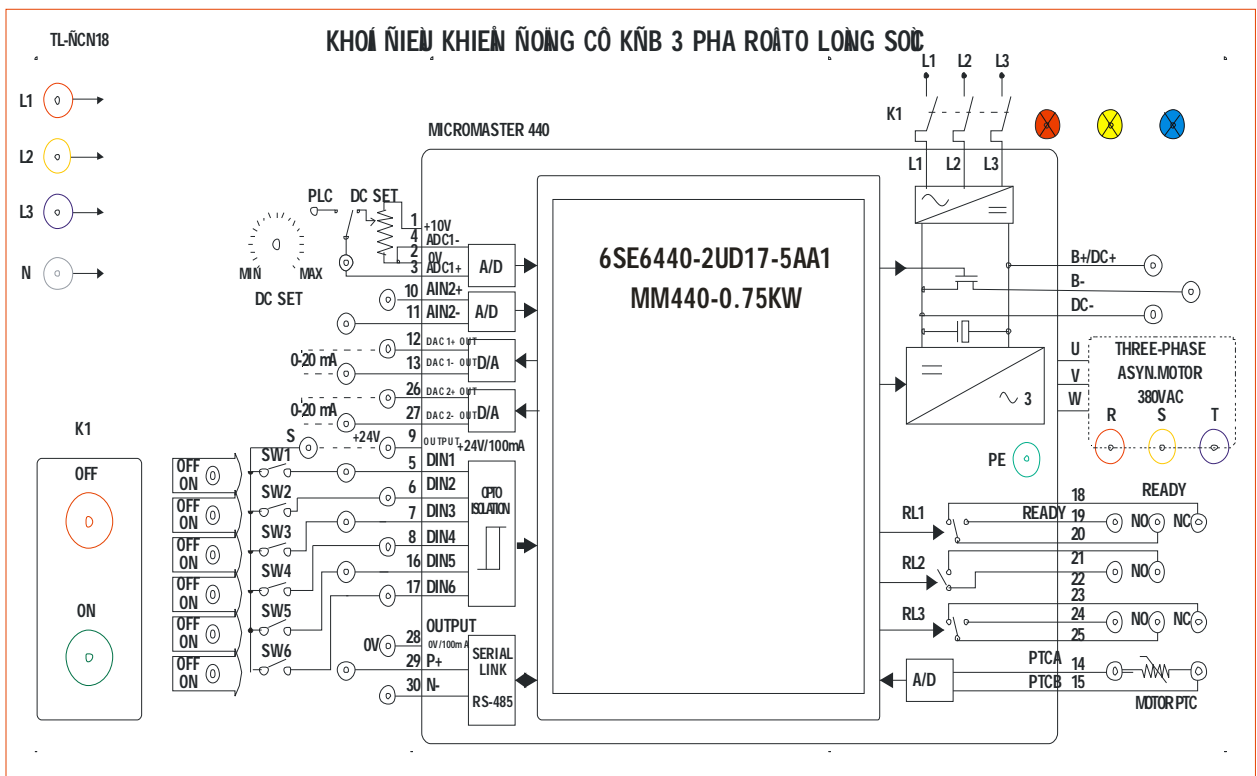 TL-ÑCN18
KHOÁI ÑIEÀU KHIEÅN ÑOÄNG CÔ KÑB 3 PHA ROÂTO LOÀNG SOÙC
L1
L2
L3
N
L1 L2 L3
K1
L1 L2 L3
MICROMASTER 440
PLC DC SET
MIN MAX
DC SET
1 +10V
4 ADC1-
2 0V
3 ADC1+
A/D
10 AIN2+
11 AIN2-
A/D
0-20 mA
12 DAC1+ OUT
13 DAC1- OUT
D/A
0-20 mA
26 DAC2+ OUT
27 DAC2- OUT
D/A
S +24V 9 OUTPUT +24V/100mA
6SE6440-2UD17-5AA1
MM440-0.75KW
B+/DC+
B-
DC-
U
V
W
THREE-PHASE
ASYN.MOTOR
380VAC
R S T
~ 3
PE
K1
OFF
ON
OFF
ON
SW1
5 DIN1
OFF
ON
SW2
6 DIN2
OFF
ON
SW3
7 DIN3
OFF
ON
SW4
8 DIN4
OFF
ON
SW5
16 DIN5
OFF
ON
SW6
17 DIN6
OPTO
ISOLATION
OUTPUT
0V 28 0V/100mA
29 P+
30 N-
SERIAL
LINK
RS-485
RL1
18 READY
READY 19 NO NC
20
RL2
21
22 NO
RL3
23
24 NO NC
25
A/D
PTCA 14
PTCB 15
MOTOR PTC